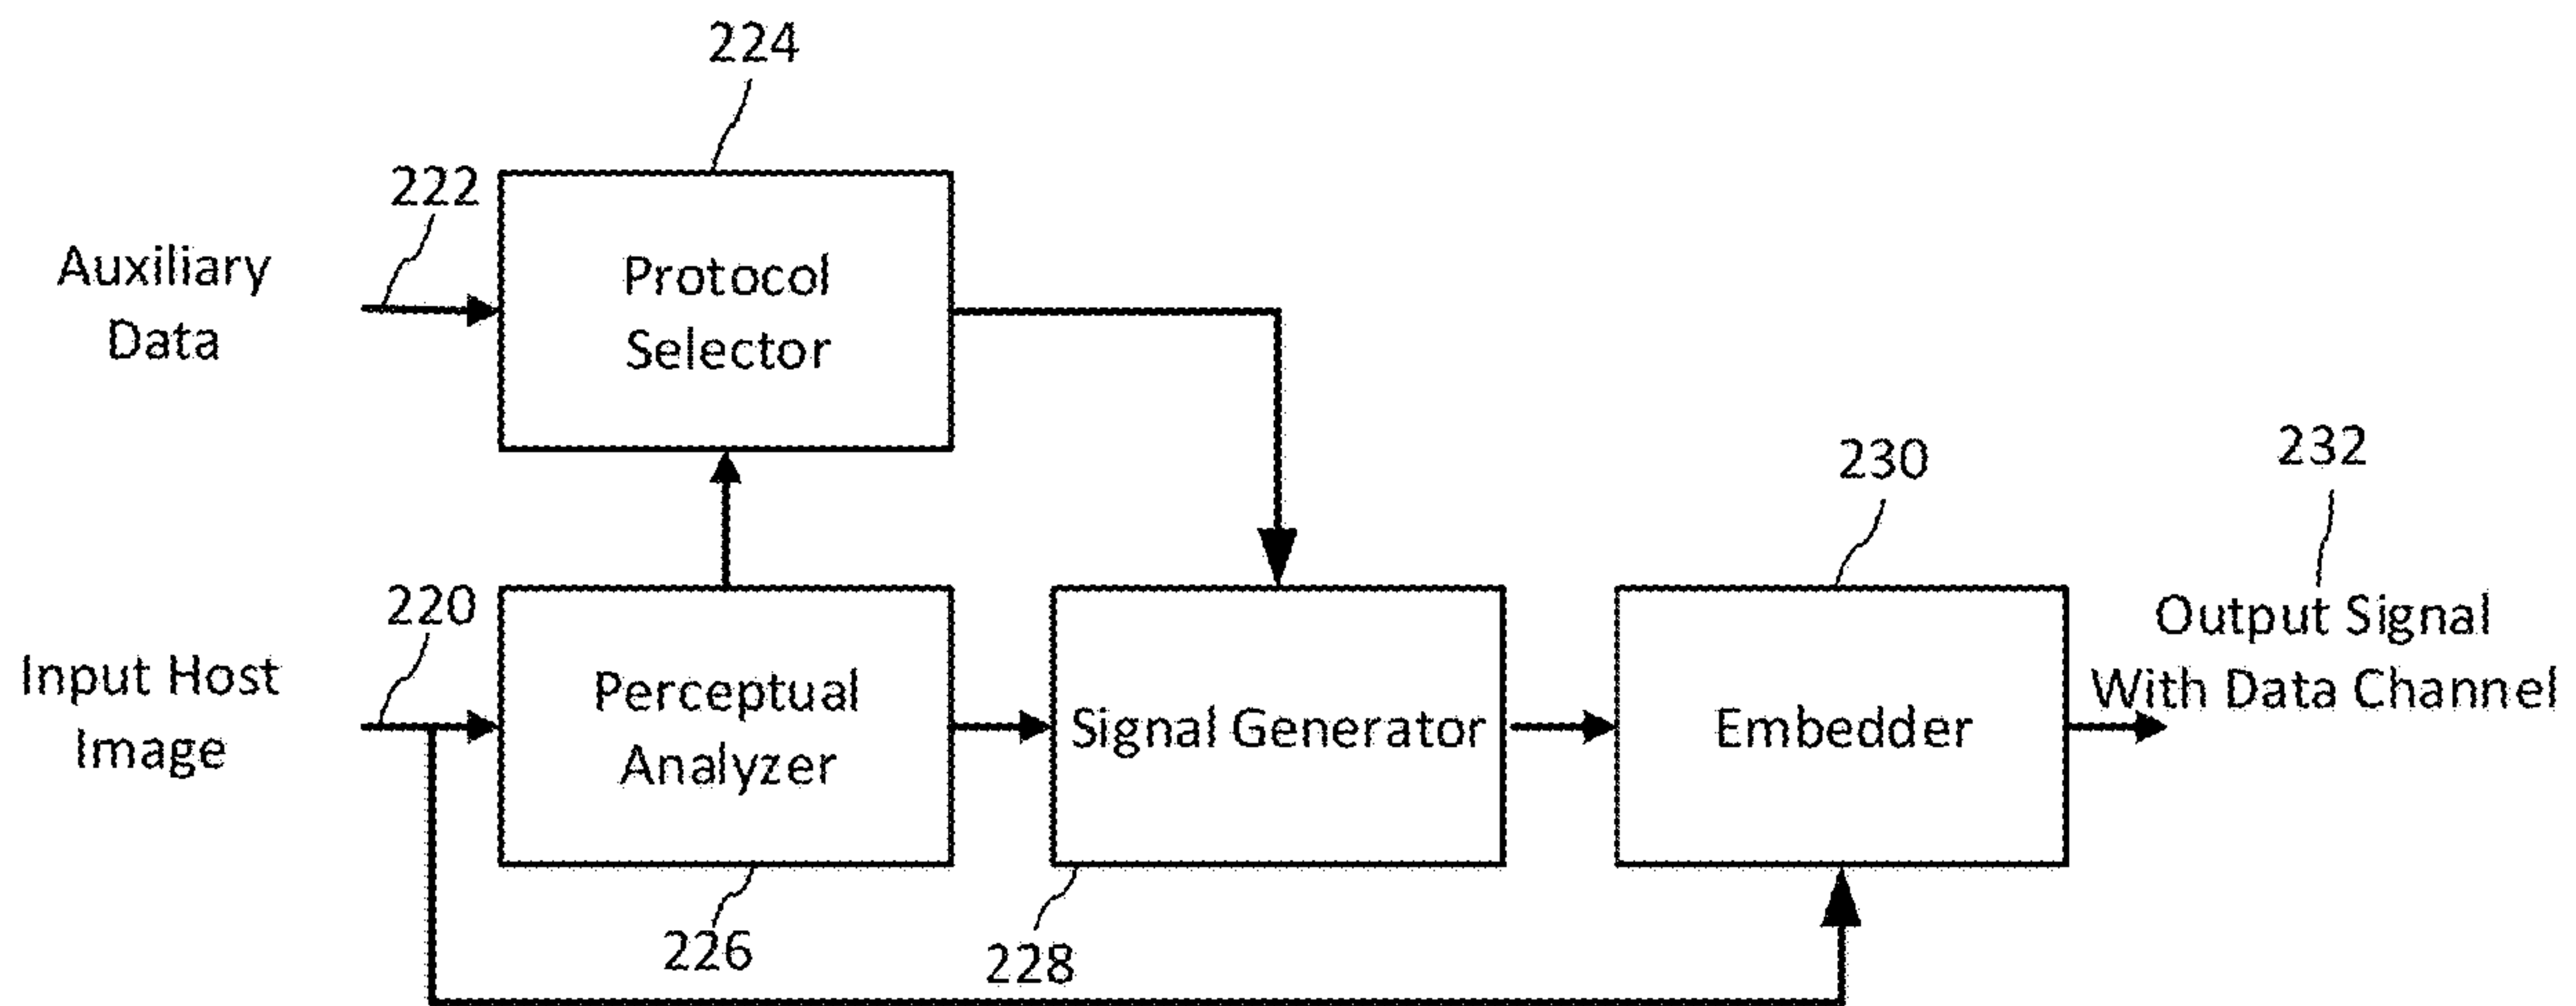 224
222
Auxiliary
Data
Protocol
Selector
230
232
220
Input Host
Image
Perceptual
Analyzer
Signal Generator
Embedder
Output Signal
With Data Channel
226
228